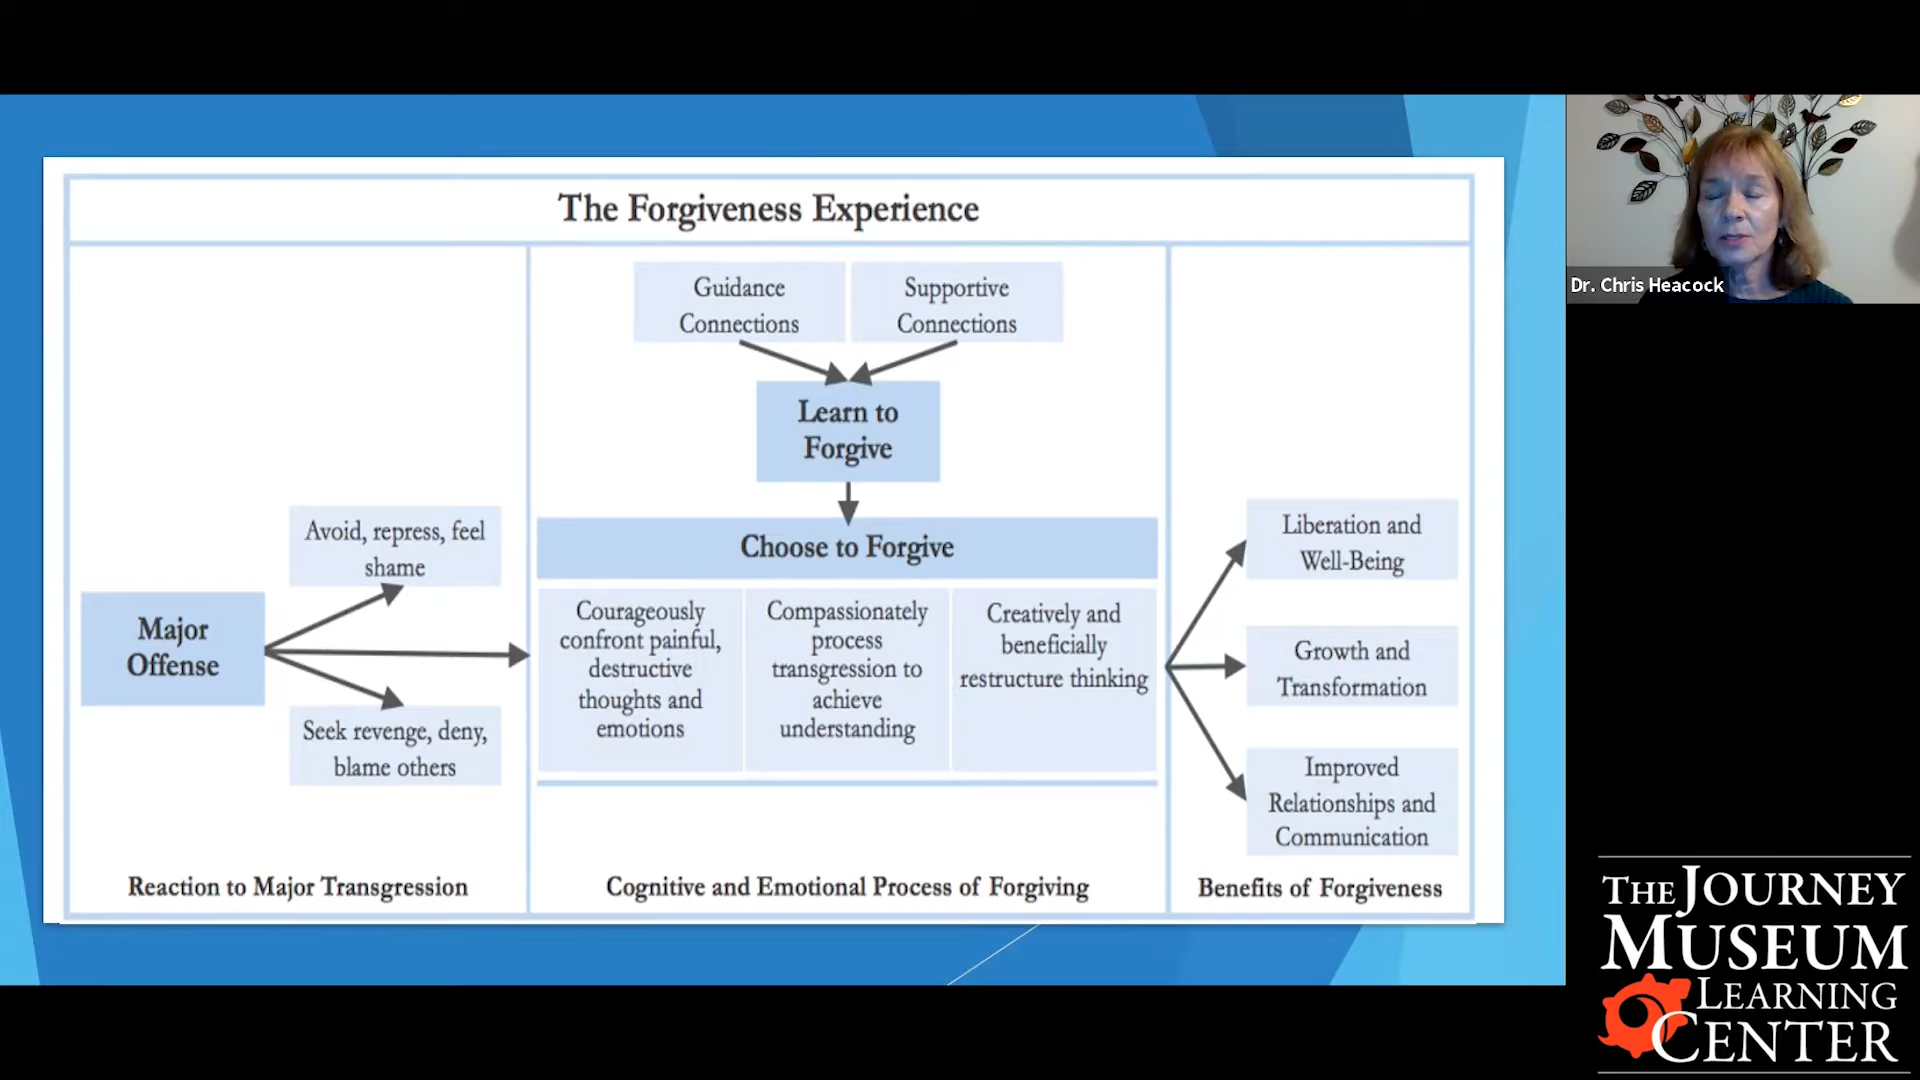 The Forgiveness Experience
Guidance
Connections
Supportive
Connections
Learn to
Forgive
Avoid, repress, feel
shame
Major
Offense
Seek revenge, deny,
blame others
Choose to Forgive
Courageously
confront painful,
destructive
thoughts and
emotions
Compassionately
process
transgression to
achieve
understanding
Creatively and
beneficially
restructure thinking
Liberation and
Well-Being
Growth and
Transformation
Improved
Relationships and
Communication
Reaction to Major Transgression
Cognitive and Emotional Process of Forgiving
Benefits of Forgiveness
Dr. Chris Heacock
THE JOURNEY
MUSEUM
LEARNING
CENTER